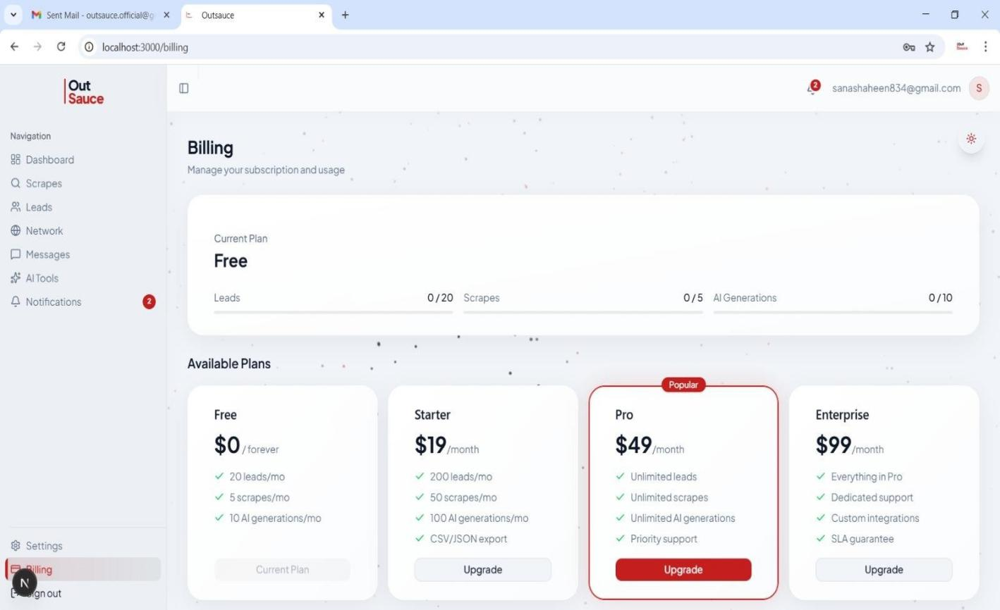 Sent Mail - outsauce.official@g
Outsauce
localhost:3000/billing
Out
Sauce
2
sanashaheen834@gmail.com
S
Navigation
Dashboard
Scrapes
Leads
Network
Messages
AI Tools
Notifications
2
Settings
Billing
N
ign out
Billing
Manage your subscription and usage
Current Plan
Free
Leads 0 / 20 Scrapes 0 / 5 AI Generations 0 / 10
Available Plans
Free
$0 / forever
20 leads/mo
5 scrapes/mo
10 AI generations/mo
Current Plan
Starter
$19/month
200 leads/mo
50 scrapes/mo
100 AI generations/mo
CSV/JSON export
Upgrade
Popular
Pro
$49/month
Unlimited leads
Unlimited scrapes
Unlimited AI generations
Priority support
Upgrade
Enterprise
$99/month
Everything in Pro
Dedicated support
Custom integrations
SLA guarantee
Upgrade